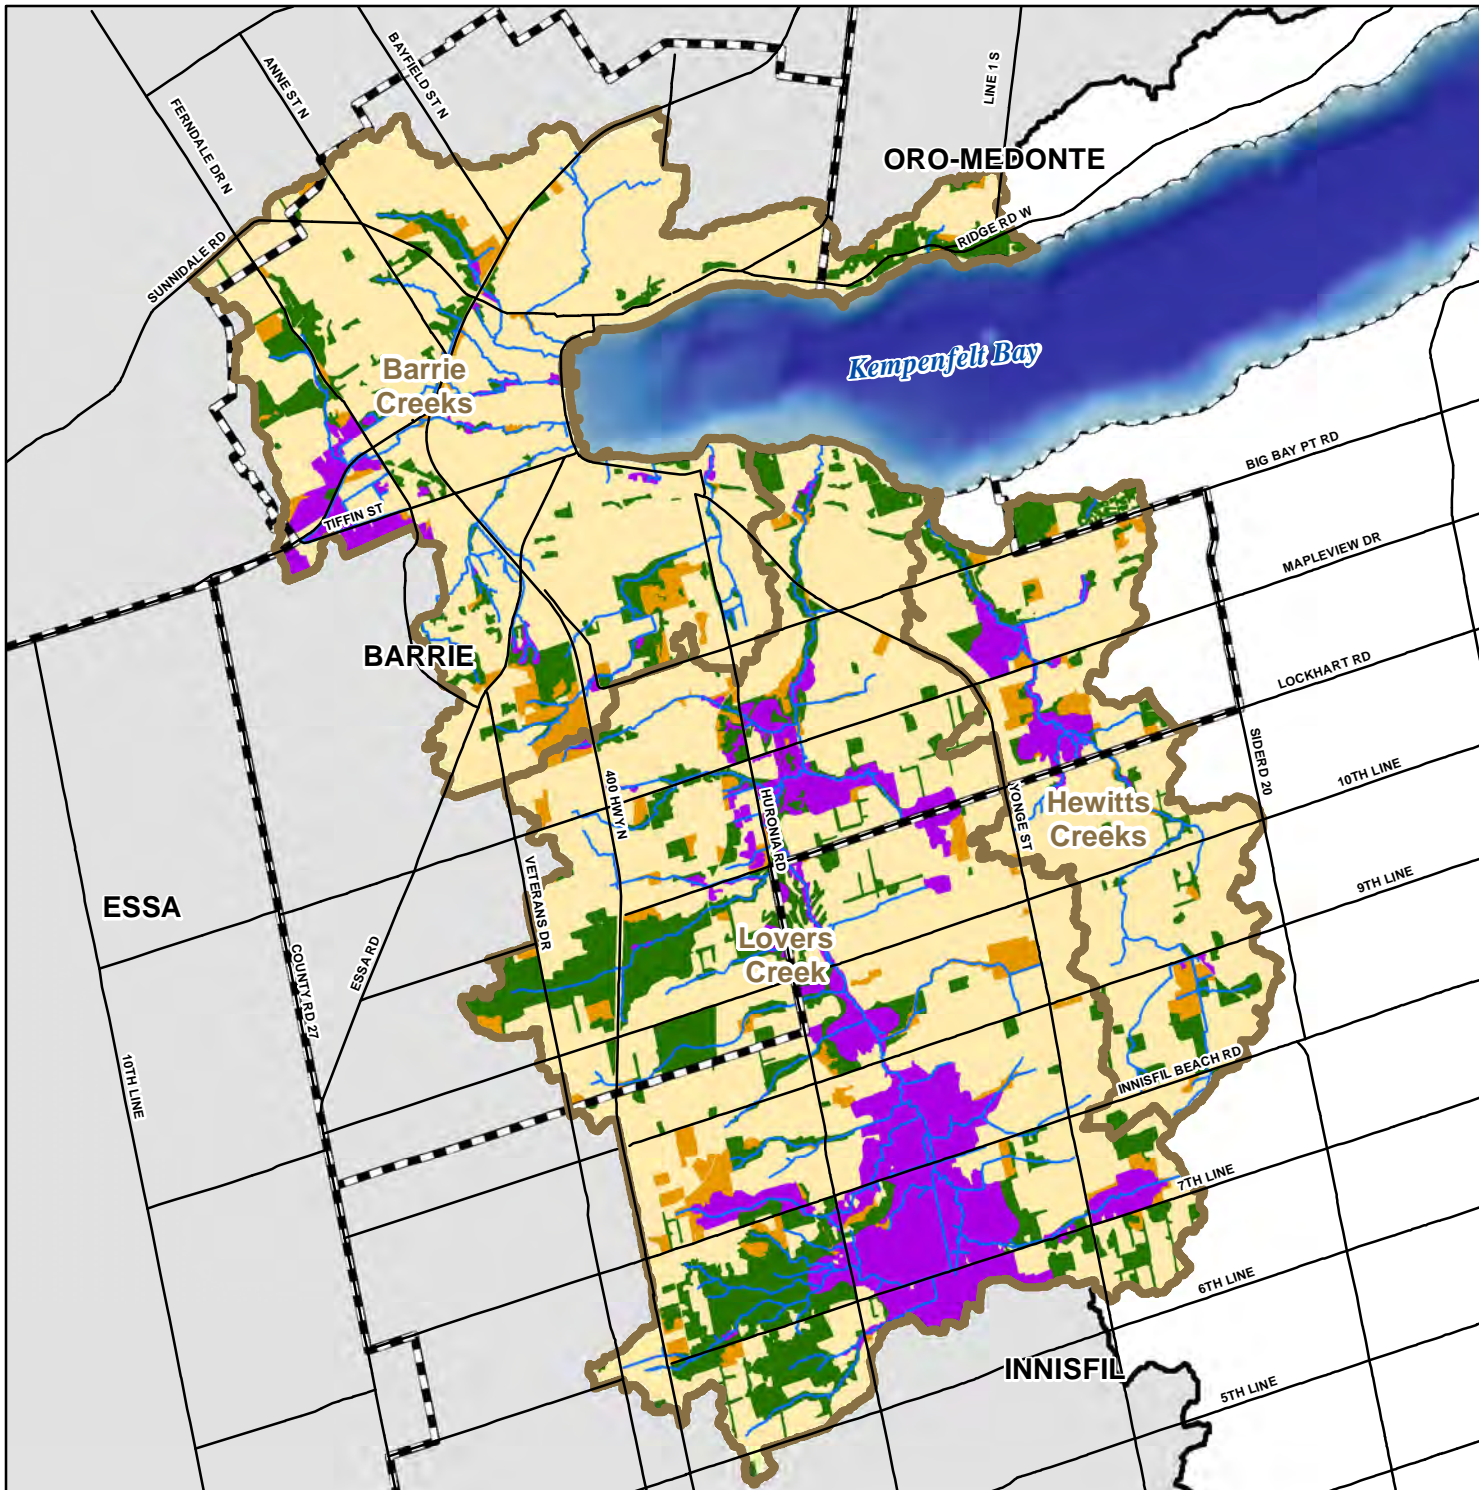 BAYFIELD ST N
ANNE ST N
LINE 1 S
FERNDALE DR N
ORO-MEDONTE
RIDGE RD W
SUNNIDALE RD
Kempenfelt Bay
Barrie
Creeks
BIG BAY PT RD
TIFFIN ST
MAPLEVIEW DR
BARRIE
LOCKHART RD
SIDERD 20
10TH LINE
400 HWY N
HURONIA RD
YONGE ST
Hewitts
Creeks
VETERANS DR
9TH LINE
ESSA
Lovers
Creek
ESSA RD
COUNTY RD 27
10TH LINE
INNISFIL BEACH RD
7TH LINE
6TH LINE
INNISFIL
5TH LINE